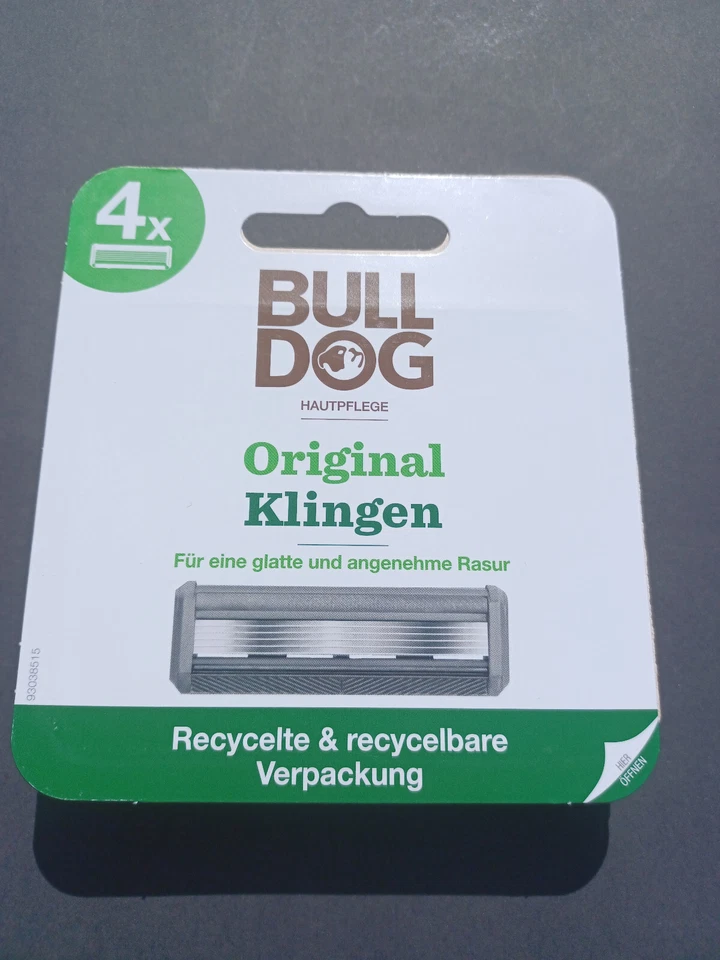 4x
BULL
DOG
HAUTPFLEGE
Original
Klingen
Für eine glatte und angenehme Rasur
93038515
Recycelte & recycelbare
Verpackung
HIER
ÖFFNEN